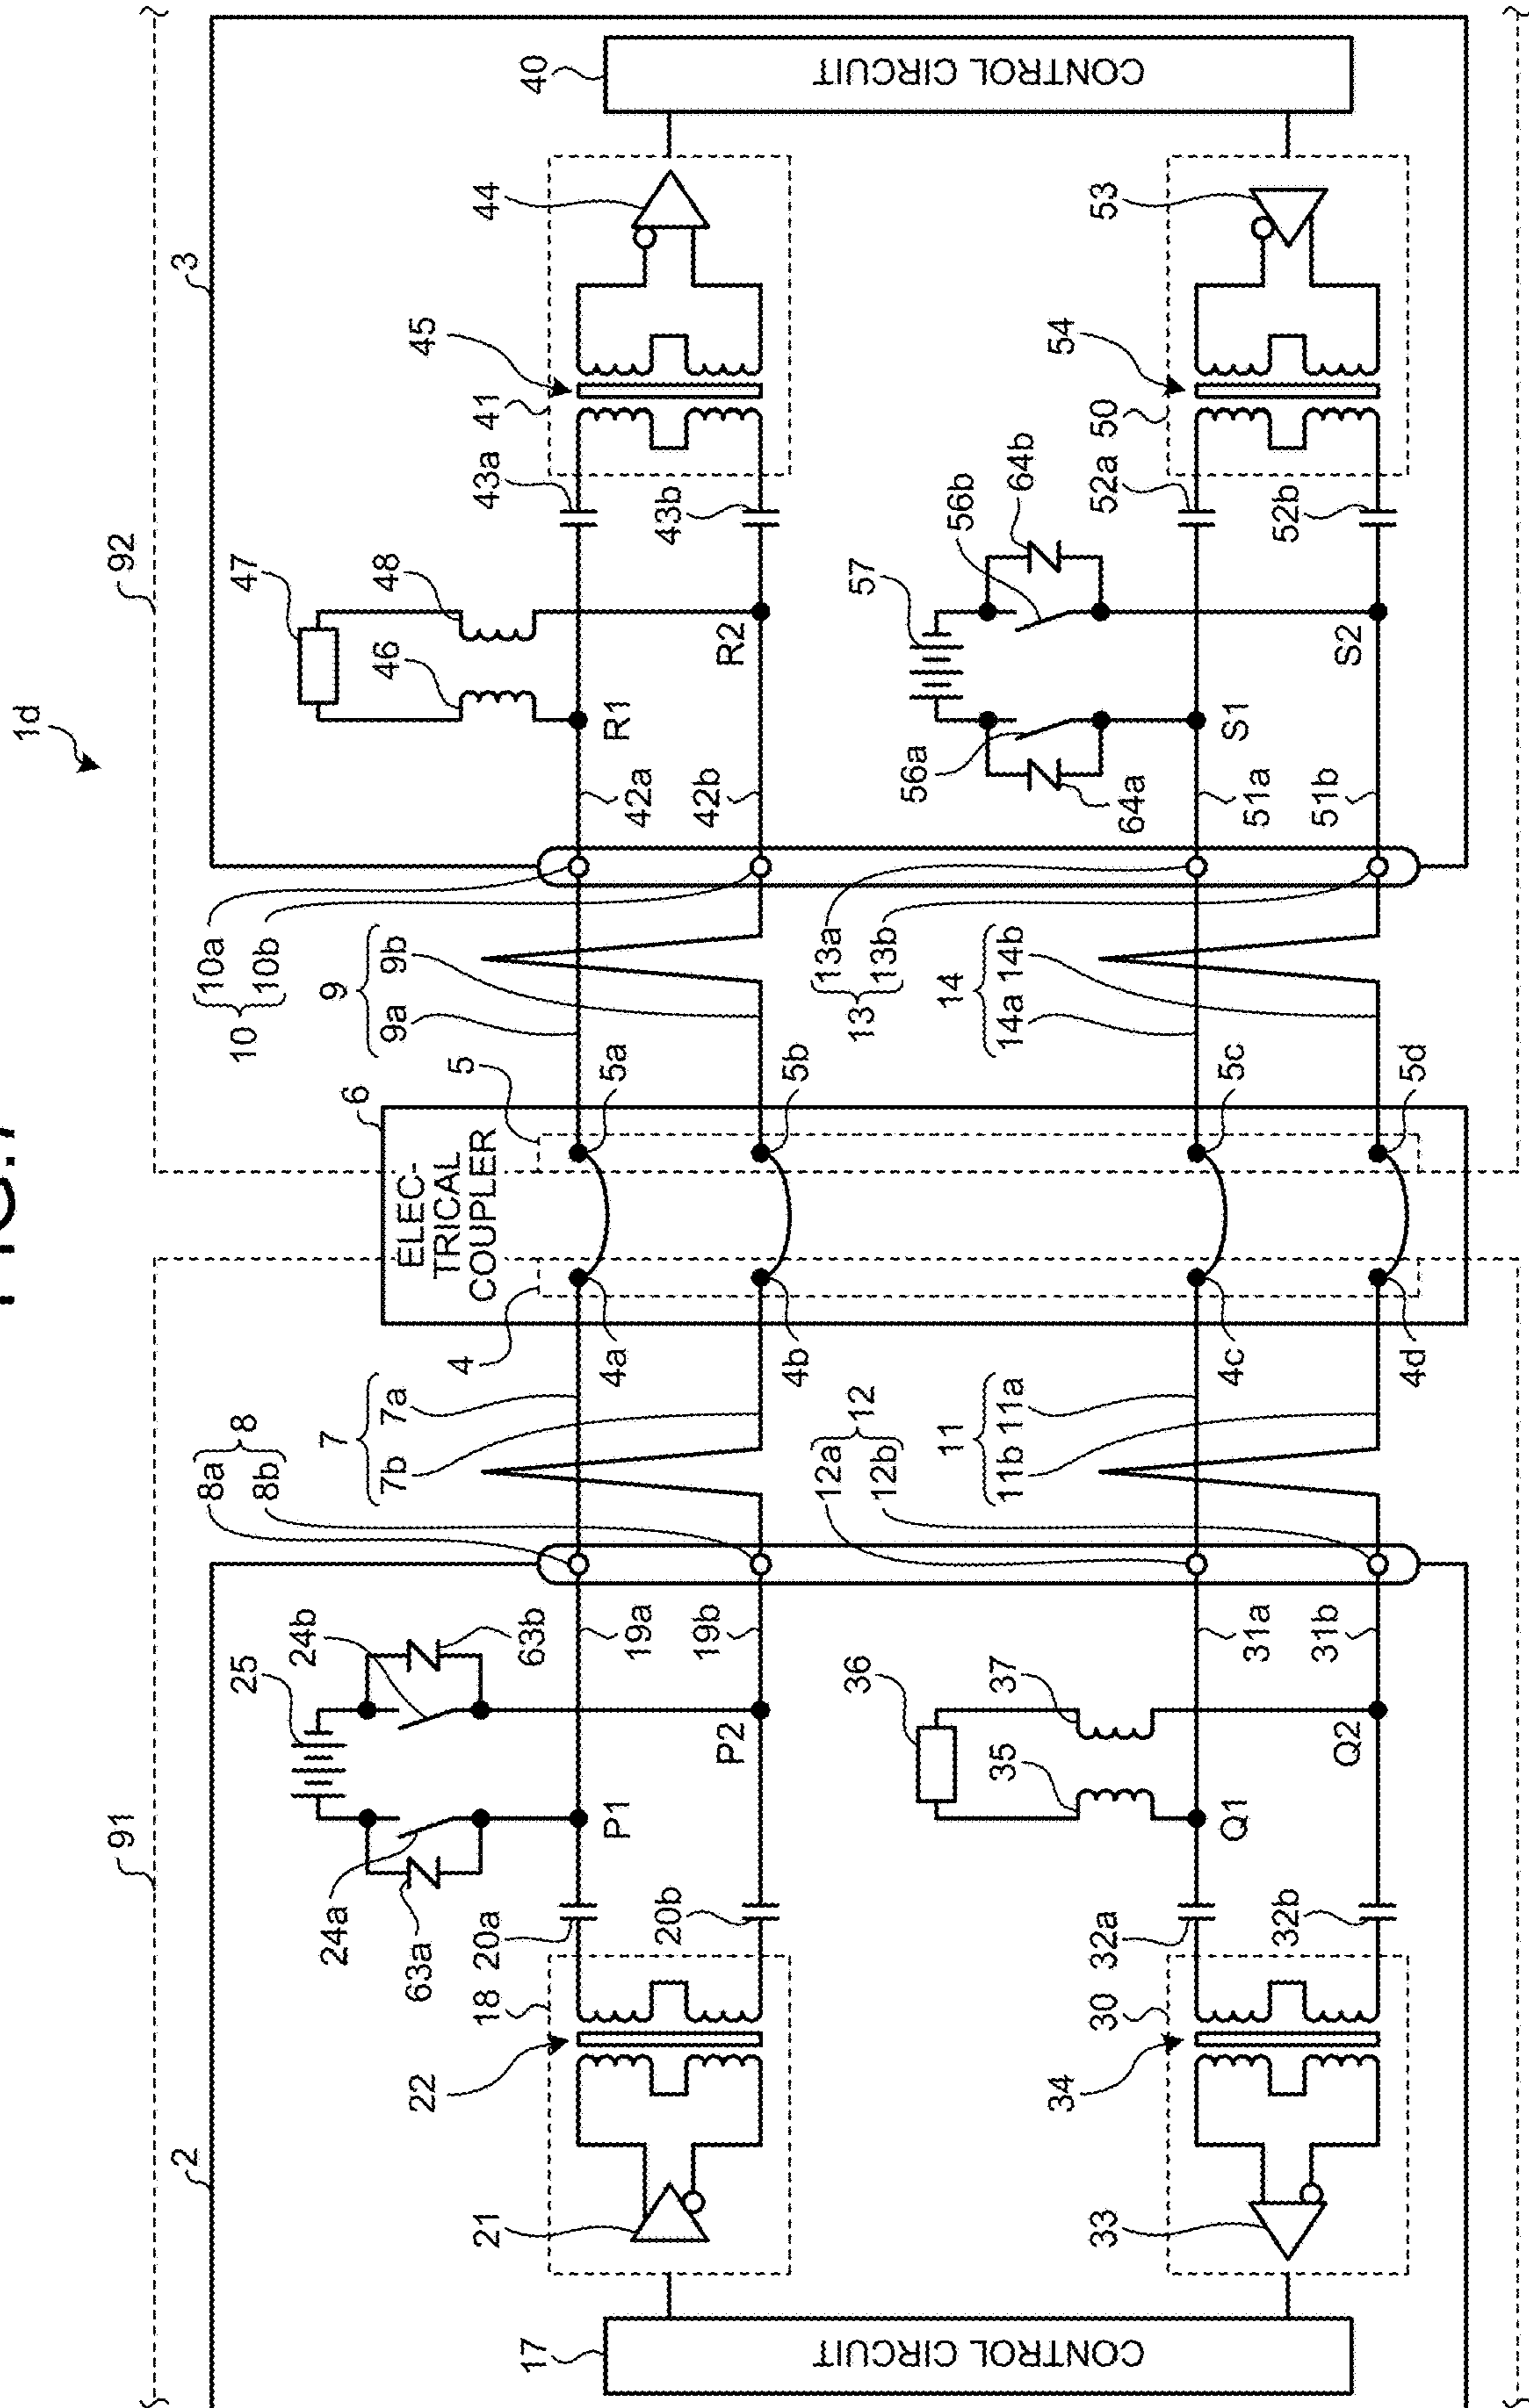 1d
91
92
2
3
17
CONTROL CIRCUIT
40
CONTROL CIRCUIT
6
ELEC-
TRICAL
COUPLER
4
5
25
24a
24b
63a
63b
18
20a
20b
21
22
P1
P2
19a
19b
8a
8b
8
7
7b
7a
4a
4b
5a
5b
9
9a
9b
10a
10b
10
42a
42b
R1
R2
46
47
48
43a
43b
41
45
44
36
35
37
30
32a
32b
33
34
Q1
Q2
31a
31b
12a
12b
12
11
11b
11a
4c
4d
5c
5d
14
14a
14b
13a
13b
13
51a
51b
S1
S2
57
56a
56b
64a
64b
52a
52b
50
54
53